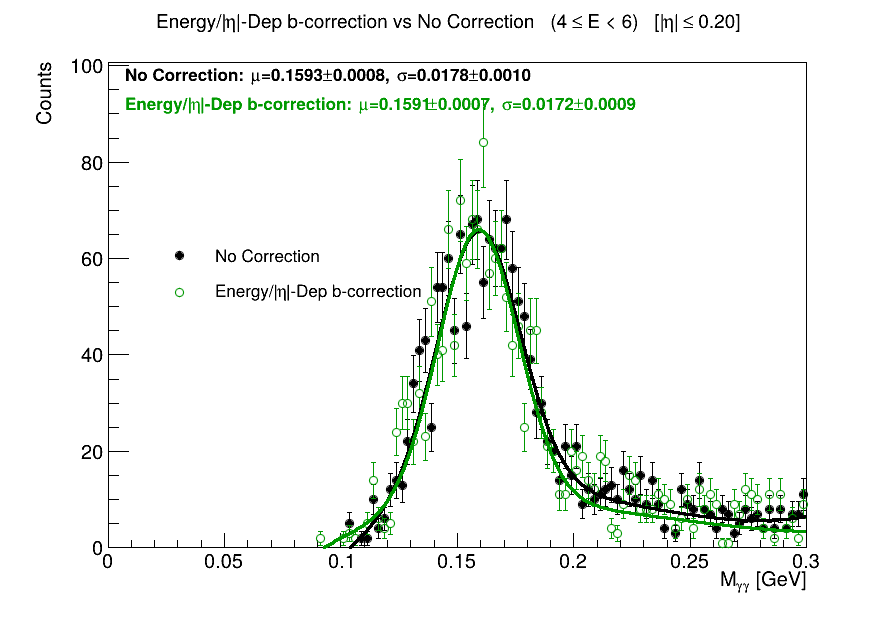 Energy/|η|-Dep b-correction vs No Correction (4 ≤ E < 6) [|η| ≤ 0.20]
No Correction: μ=0.1593±0.0008, σ=0.0178±0.0010
Energy/|η|-Dep b-correction: μ=0.1591±0.0007, σ=0.0172±0.0009
Counts
100
80
60
40
20
0
No Correction
Energy/|η|-Dep b-correction
0 0.05 0.1 0.15 0.2 0.25 0.3
Mγγ [GeV]